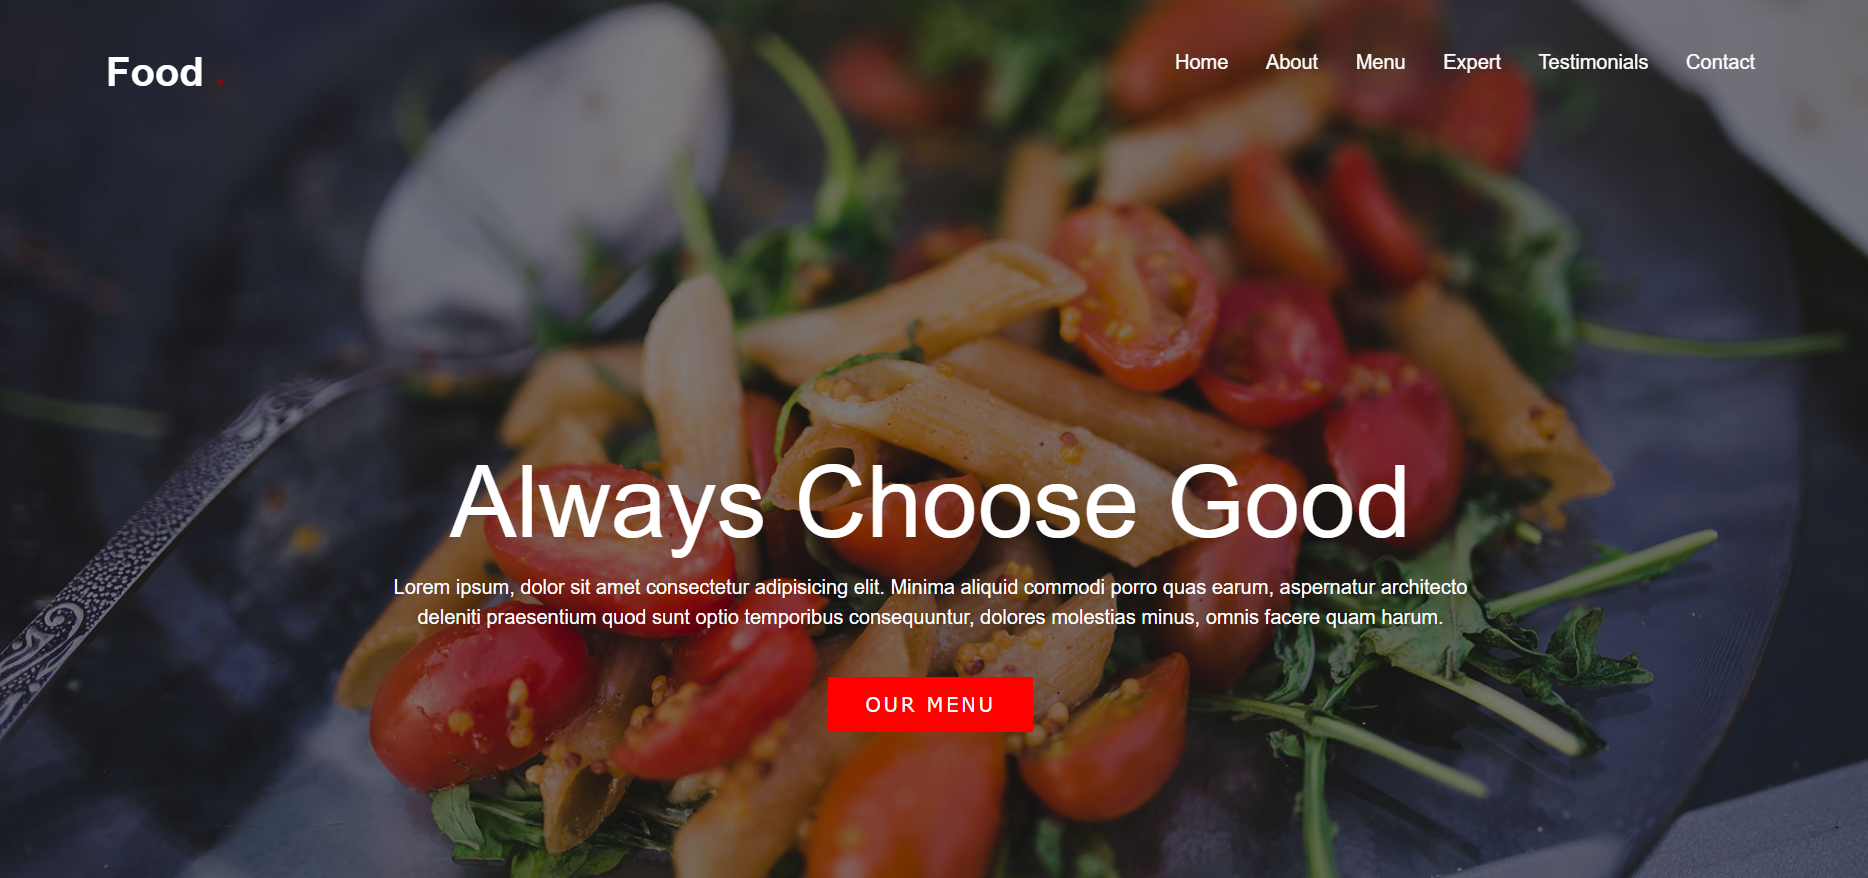 Food .
Home About Menu Expert Testimonials Contact
Always Choose Good
Lorem ipsum, dolor sit amet consectetur adipisicing elit. Minima aliquid commodi porro quas earum, aspernatur architecto
deleniti praesentium quod sunt optio temporibus consequuntur, dolores molestias minus, omnis facere quam harum.
OUR MENU